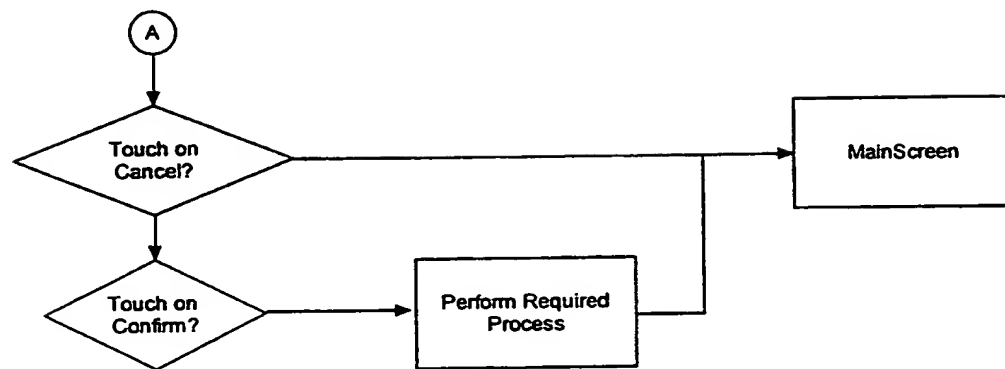 A
Touch on
Cancel?
MainScreen
Touch on
Confirm?
Perform Required
Process